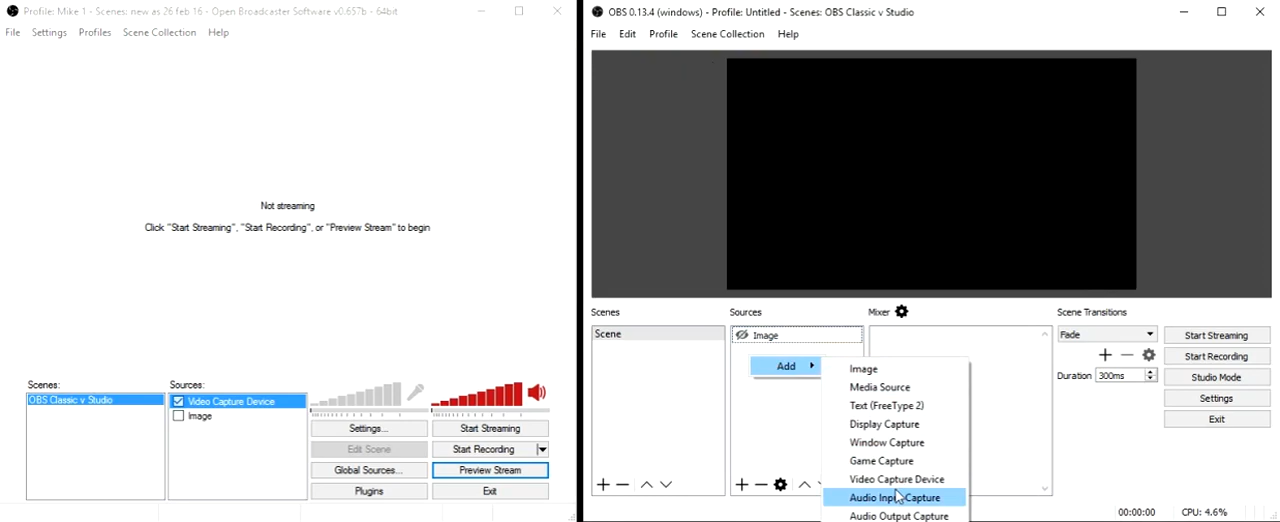 Profile: Mike 1 - Scenes: new as 26 feb 16 - Open Broadcaster Software v0.657b - 64bit
File Settings Profiles Scene Collection Help
Not streaming
Click "Start Streaming", "Start Recording", or "Preview Stream" to begin
Scenes:
OBS Classic v Studio
Sources:
Video Capture Device
Image
Settings...
Start Streaming
Edit Scene
Start Recording
Global Sources...
Preview Stream
Plugins
Exit
OBS 0.13.4 (windows) - Profile: Untitled - Scenes: OBS Classic v Studio
File Edit Profile Scene Collection Help
Scenes
Scene
Sources
Image
Add
Image
Media Source
Text (FreeType 2)
Display Capture
Window Capture
Game Capture
Video Capture Device
Audio Input Capture
Audio Output Capture
Mixer
Scene Transitions
Fade
Duration 300ms
Start Streaming
Start Recording
Studio Mode
Settings
Exit
00:00:00 CPU: 4.6%